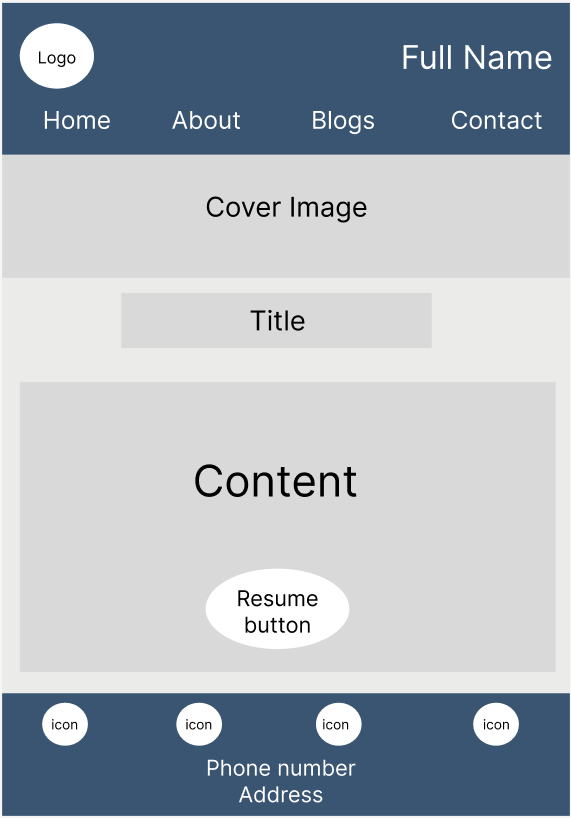 Logo
Full Name
Home About Blogs Contact
Cover Image
Title
Content
Resume
button
icon icon icon icon
Phone number
Address